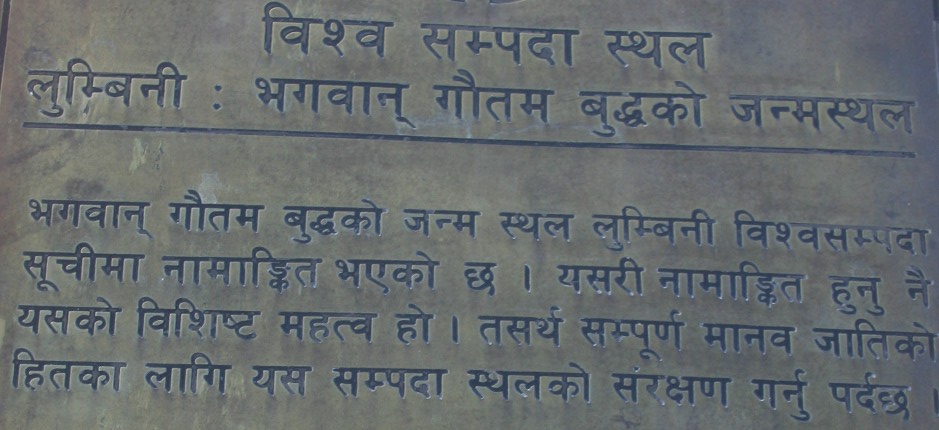 विश्व सम्पदा स्थल
लुम्बिनी : भगवान् गौतम बुद्धको जन्मस्थल
भगवान् गौतम बुद्धको जन्म स्थल लुम्बिनी विश्वसम्पदा
सूचीमा नामाङ्कित भएको छ । यसरी नामाङ्कित हुनु नै
यसको विशिष्ट महत्व हो । तसर्थ सम्पूर्ण मानव जातिको
हितका लागि यस सम्पदा स्थलको संरक्षण गर्नु पर्दछ ।